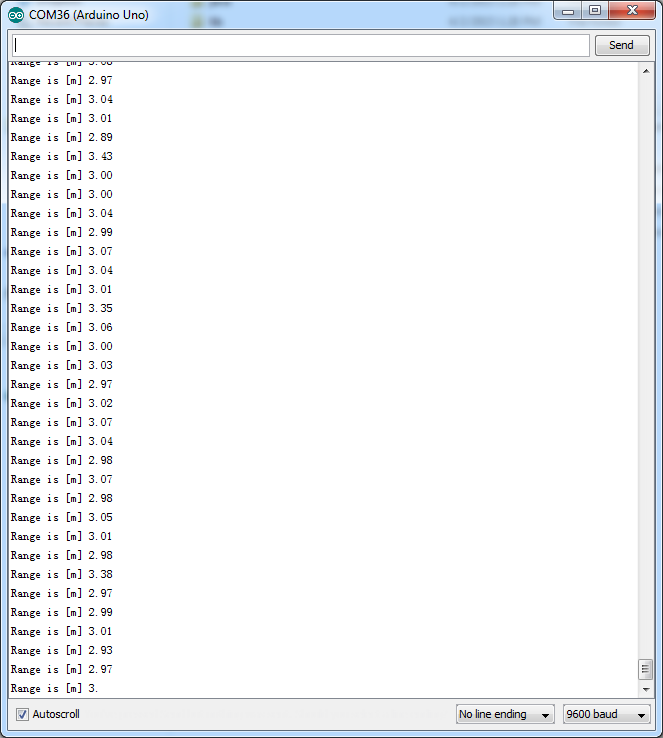 COM36 (Arduino Uno)
Send
Range is [m] 3.08
Range is [m] 2.97
Range is [m] 3.04
Range is [m] 3.01
Range is [m] 2.89
Range is [m] 3.43
Range is [m] 3.00
Range is [m] 3.00
Range is [m] 3.04
Range is [m] 2.99
Range is [m] 3.07
Range is [m] 3.04
Range is [m] 3.01
Range is [m] 3.35
Range is [m] 3.06
Range is [m] 3.00
Range is [m] 3.03
Range is [m] 2.97
Range is [m] 3.02
Range is [m] 3.07
Range is [m] 3.04
Range is [m] 2.98
Range is [m] 3.07
Range is [m] 2.98
Range is [m] 3.05
Range is [m] 3.01
Range is [m] 2.98
Range is [m] 3.38
Range is [m] 2.97
Range is [m] 2.99
Range is [m] 3.01
Range is [m] 2.93
Range is [m] 2.97
Range is [m] 3.
Autoscroll
No line ending
9600 baud